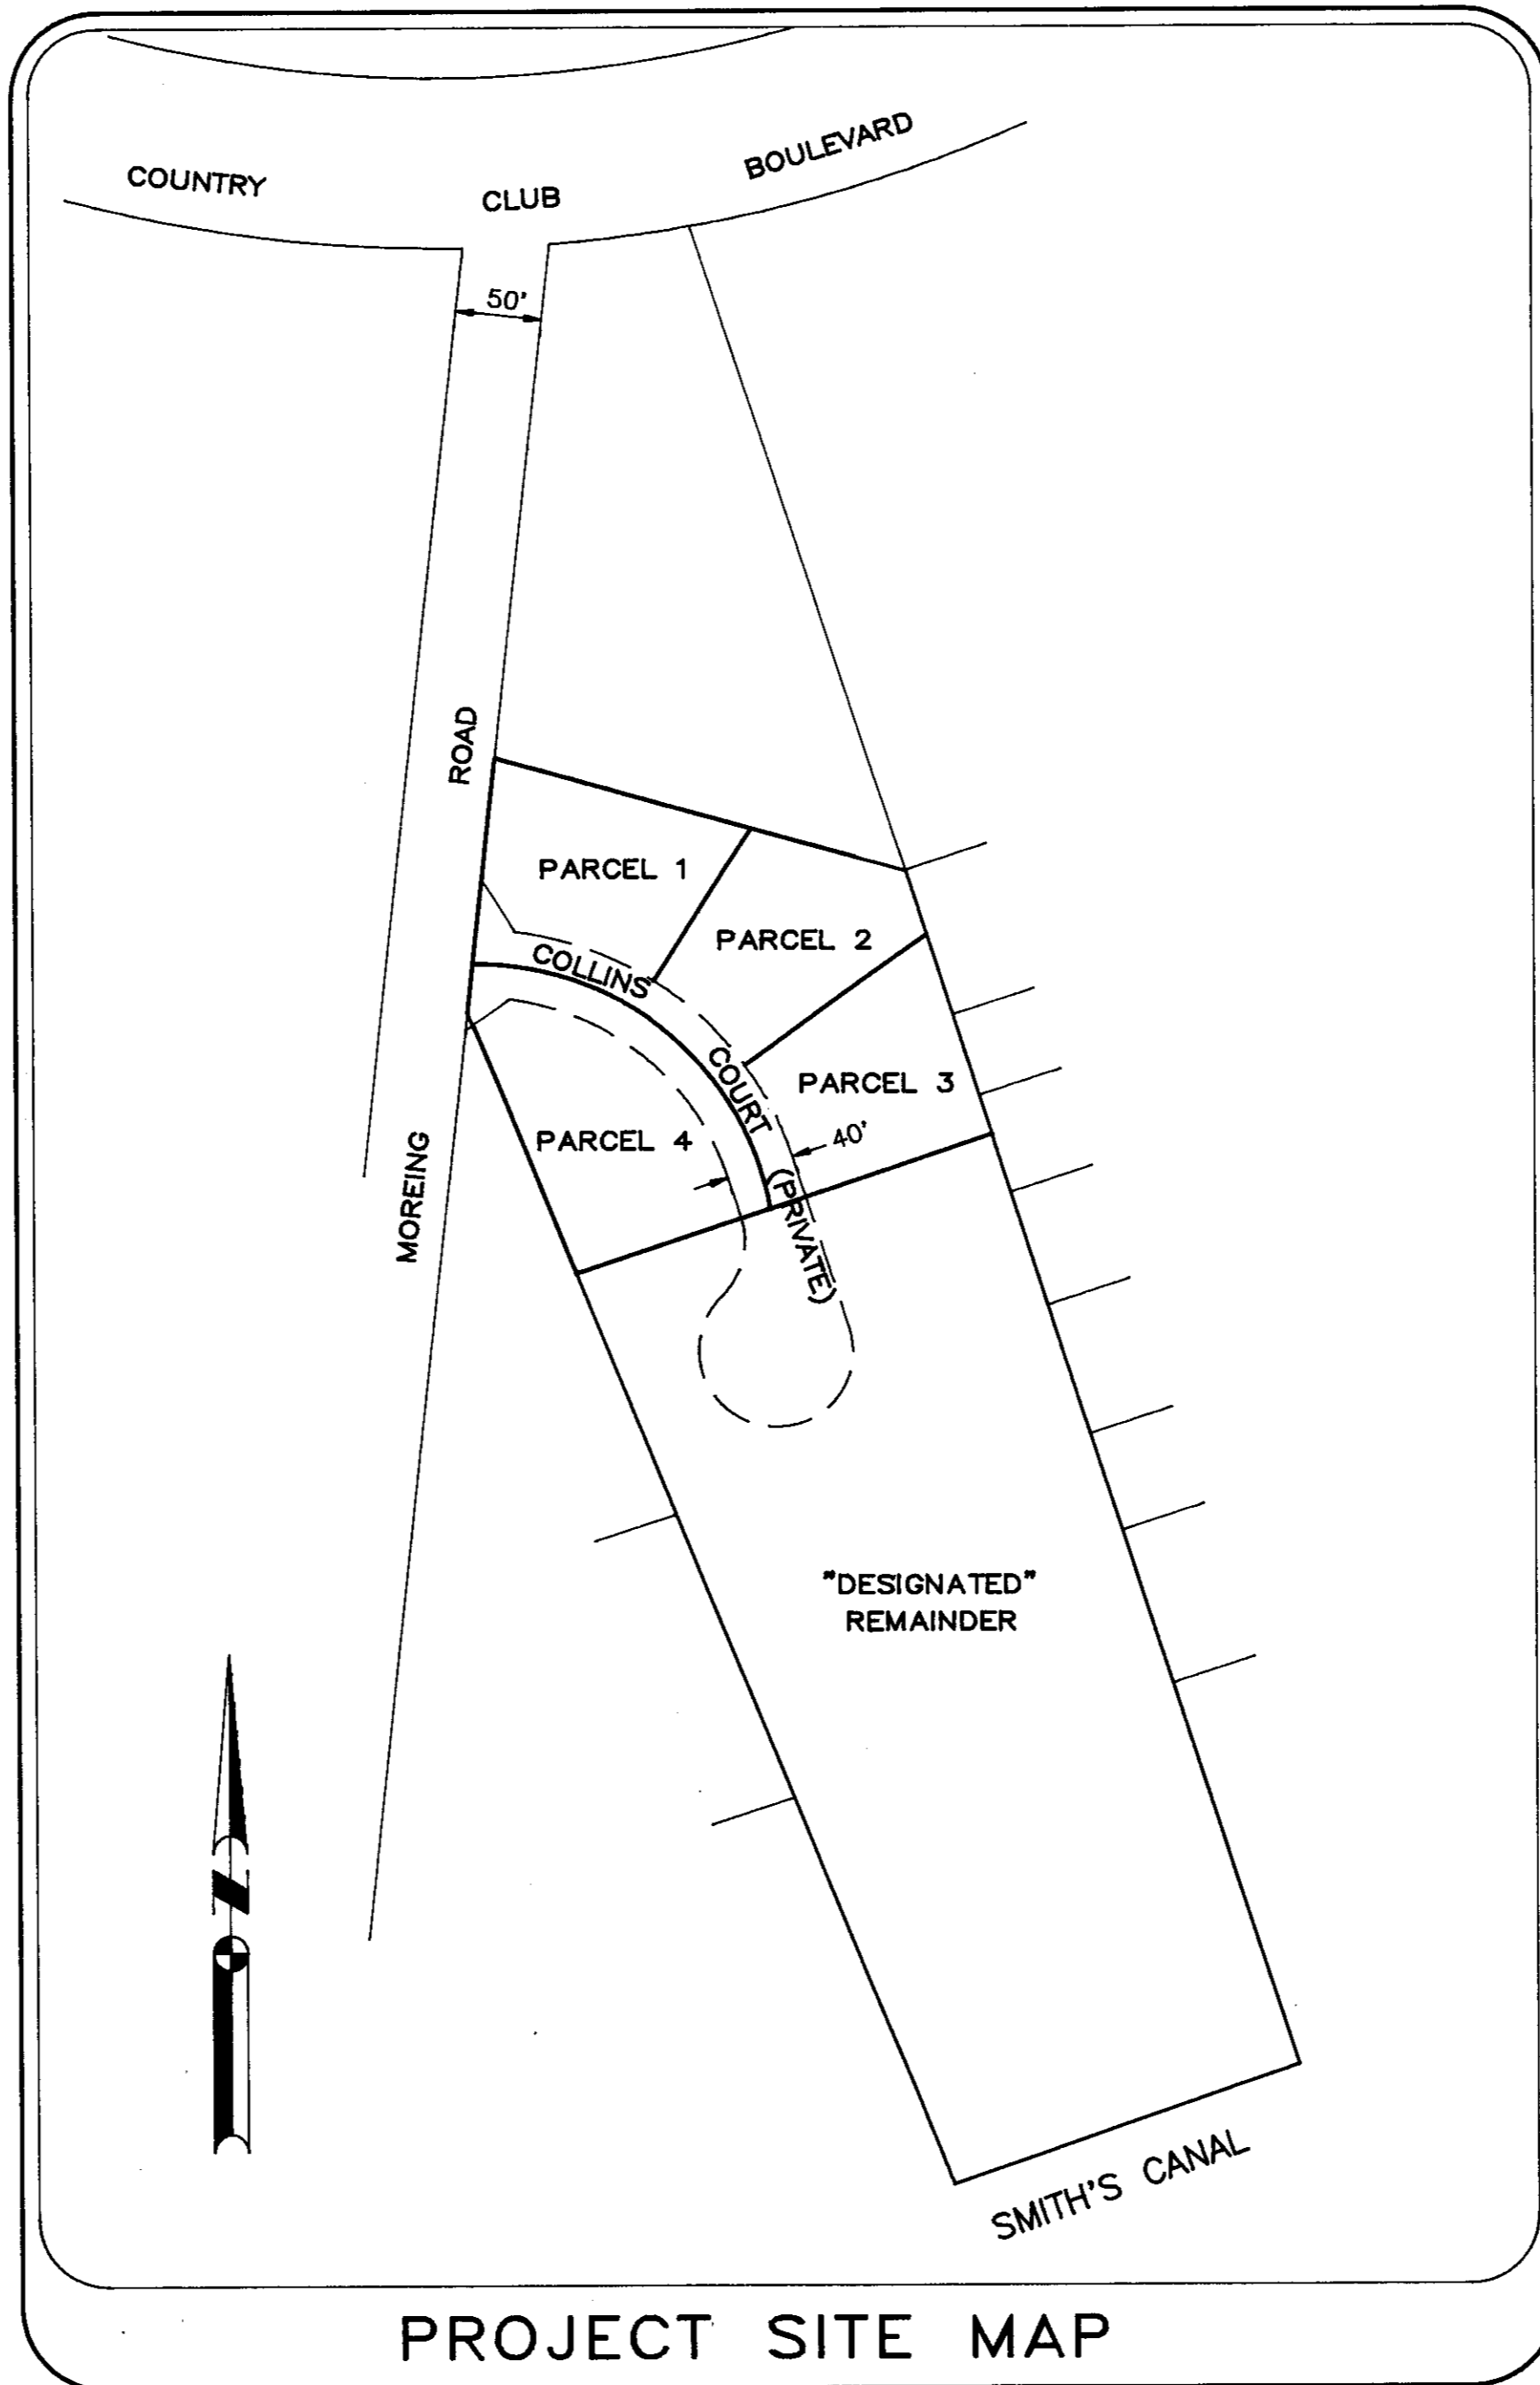 COUNTRY CLUB BOULEVARD
50'
MOREING ROAD
PARCEL 1
PARCEL 2
COLLINS COURT (PRIVATE)
PARCEL 3
40'
PARCEL 4
"DESIGNATED"
REMAINDER
N
SMITH'S CANAL
PROJECT SITE MAP